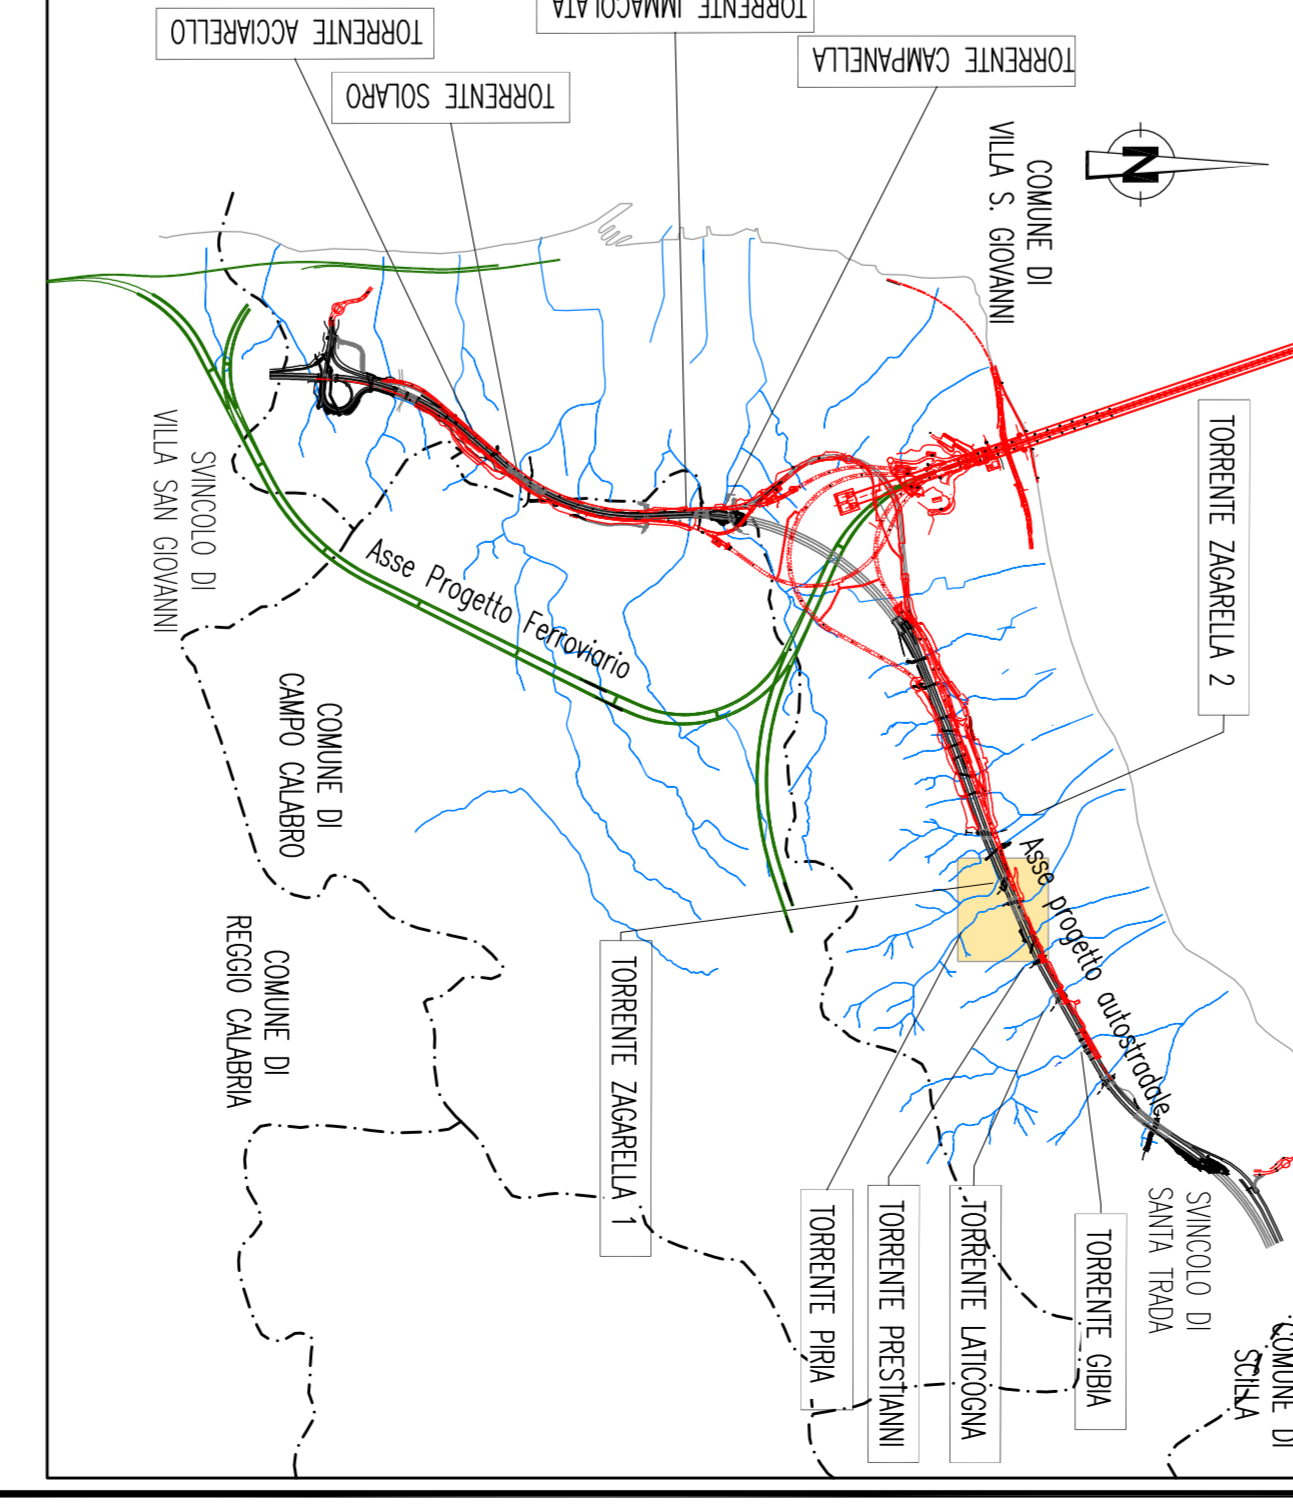 TORRENTE ACCIARELLO
TORRENTE IMMACOLATA
TORRENTE SOLARO
TORRENTE CAMPANELLA
COMUNE DI
VILLA S. GIOVANNI
N
TORRENTE ZAGARELLA 2
SVINCOLO DI
VILLA SAN GIOVANNI
Asse Progetto Ferroviario
COMUNE DI
CAMPO CALABRO
Asse progetto autostradale
COMUNE DI
REGGIO CALABRIA
TORRENTE ZAGARELLA 1
TORRENTE PIRIA
TORRENTE PRESTIANNI
TORRENTE LATICOGNA
TORRENTE GIBIA
SVINCOLO DI
SANTA TRADA
COMUNE DI
SCILLA